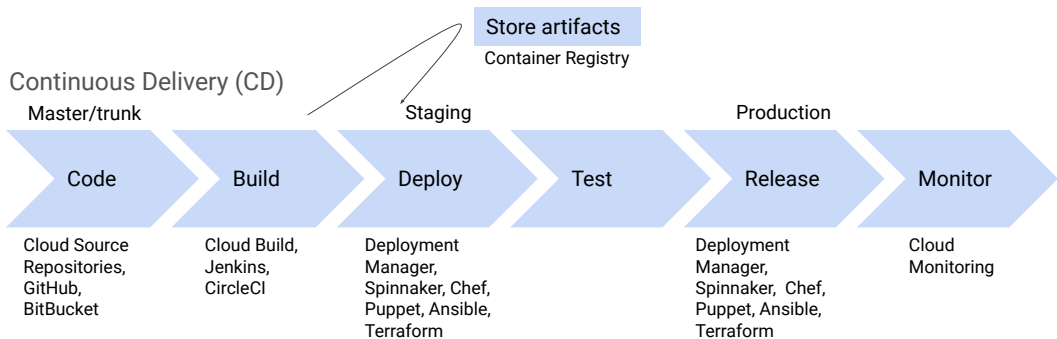 Store artifacts
Container Registry
Continuous Delivery (CD)
Master/trunk
Staging
Production
Code
Build
Deploy
Test
Release
Monitor
Cloud Source
Repositories,
GitHub,
BitBucket
Cloud Build,
Jenkins,
CircleCI
Deployment
Manager,
Spinnaker, Chef,
Puppet, Ansible,
Terraform
Deployment
Manager,
Spinnaker, Chef,
Puppet, Ansible,
Terraform
Cloud
Monitoring